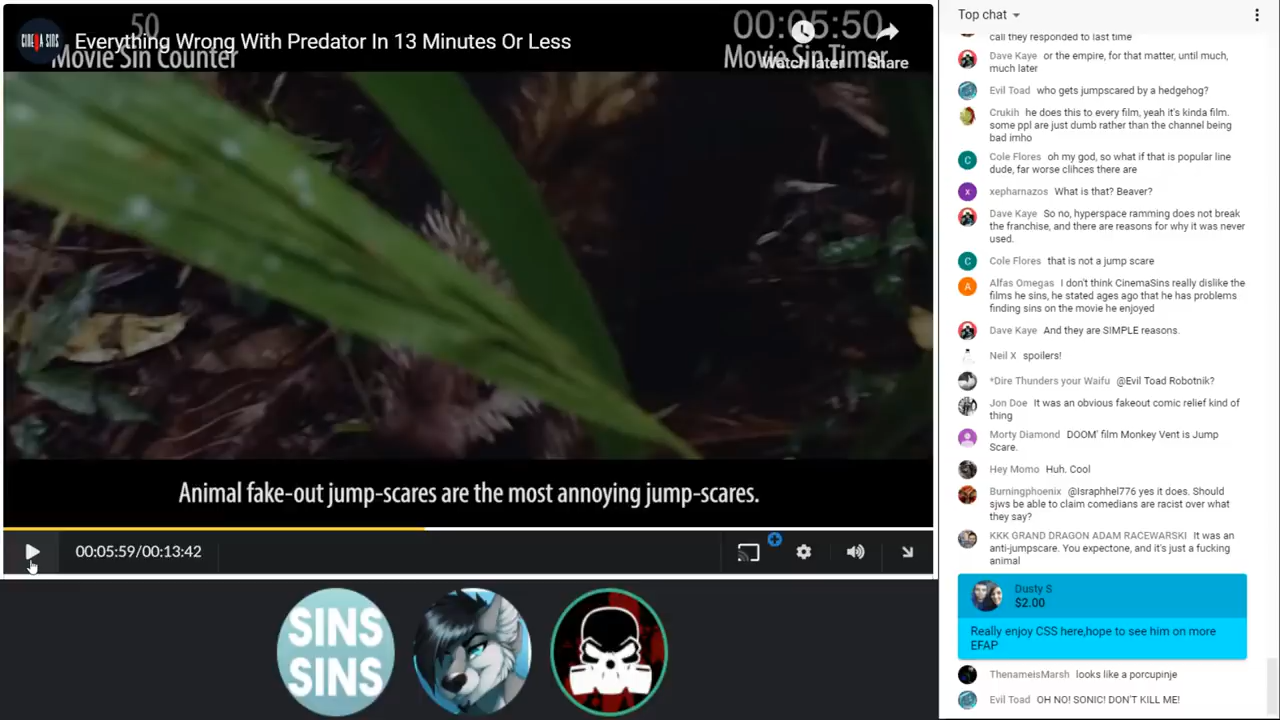 50
Movie Sin Counter
CINEMA SINS
Everything Wrong With Predator In 13 Minutes Or Less
00:05:50
Movie Sin Timer
Watch later
Share
Animal fake-out jump-scares are the most annoying jump-scares.
00:05:59/00:13:42
SINS
SINS
Top chat
call they responded to last time
Dave Kaye or the empire, for that matter, until much,
much later
Evil Toad who gets jumpscared by a hedgehog?
Crukih he does this to every film, yeah it's kinda film.
some ppl are just dumb rather than the channel being
bad imho
C
Cole Flores oh my god, so what if that is popular line
dude, far worse clihces there are
x
xepharnazos What is that? Beaver?
Dave Kaye So no, hyperspace ramming does not break
the franchise, and there are reasons for why it was never
used.
C
Cole Flores that is not a jump scare
A
Alfas Omegas I don't think CinemaSins really dislike the
films he sins, he stated ages ago that he has problems
finding sins on the movie he enjoyed
Dave Kaye And they are SIMPLE reasons.
Neil X spoilers!
*Dire Thunders your Waifu @Evil Toad Robotnik?
Jon Doe It was an obvious fakeout comic relief kind of
thing
Morty Diamond DOOM' film Monkey Vent is Jump
Scare.
Hey Momo Huh. Cool
Burningphoenix @Israphhel776 yes it does. Should
sjws be able to claim comedians are racist over what
they say?
KKK GRAND DRAGON ADAM RACEWARSKI It was an
anti-jumpscare. You expectone, and it's just a fucking
animal
Dusty S
$2.00
Really enjoy CSS here,hope to see him on more
EFAP
ThenameisMarsh looks like a porcupinje
Evil Toad OH NO! SONIC! DON'T KILL ME!